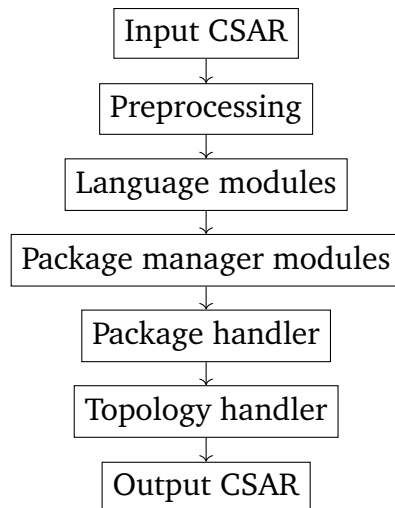 Input CSAR
Preprocessing
Language modules
Package manager modules
Package handler
Topology handler
Output CSAR